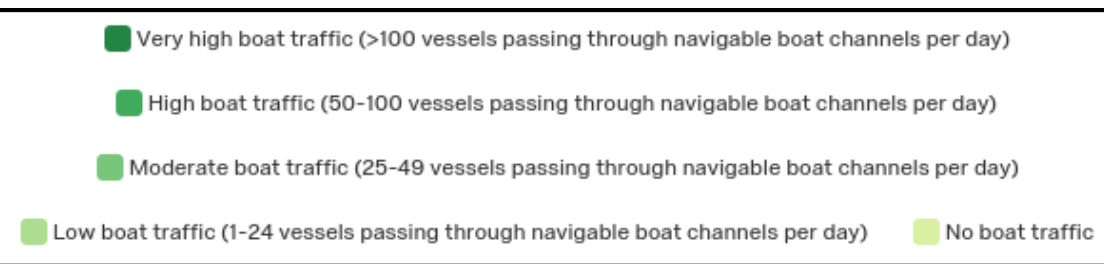 Very high boat traffic (>100 vessels passing through navigable boat channels per day)
High boat traffic (50-100 vessels passing through navigable boat channels per day)
Moderate boat traffic (25-49 vessels passing through navigable boat channels per day)
Low boat traffic (1-24 vessels passing through navigable boat channels per day) No boat traffic